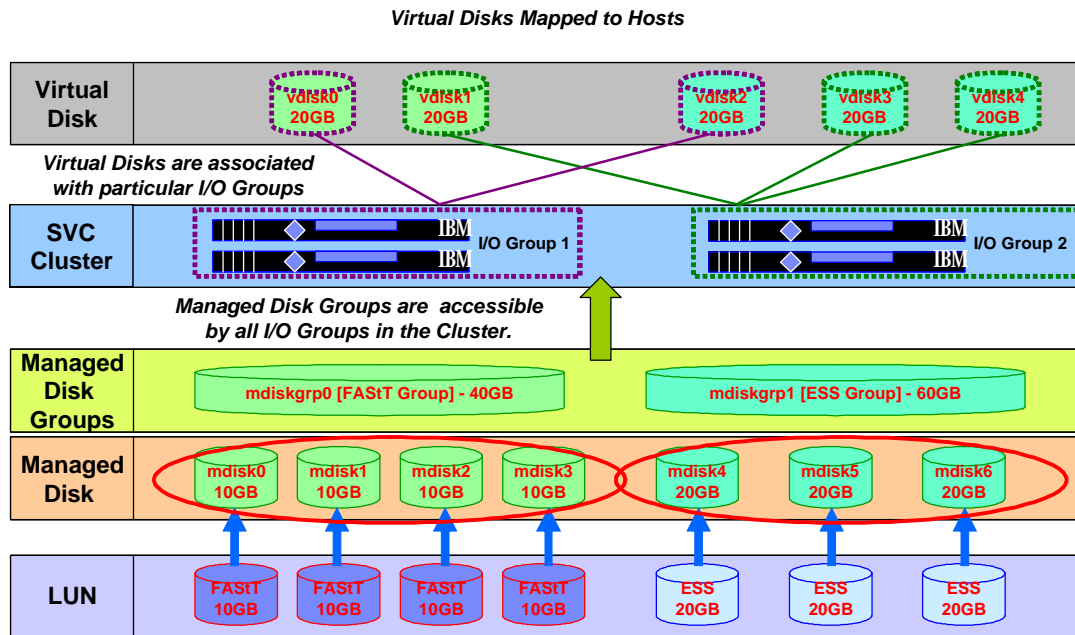 Virtual Disks Mapped to Hosts
Virtual
Disk
vdisk0
20GB
vdisk1
20GB
vdisk2
20GB
vdisk3
20GB
vdisk4
20GB
Virtual Disks are associated
with particular I/O Groups
SVC
Cluster
IBM
IBM
I/O Group 1
IBM
IBM
I/O Group 2
Managed Disk Groups are accessible
by all I/O Groups in the Cluster.
Managed
Disk
Groups
mdiskgrp0 [FAStT Group] - 40GB
mdiskgrp1 [ESS Group] - 60GB
Managed
Disk
mdisk0
10GB
mdisk1
10GB
mdisk2
10GB
mdisk3
10GB
mdisk4
20GB
mdisk5
20GB
mdisk6
20GB
LUN
FAStT
10GB
FAStT
10GB
FAStT
10GB
FAStT
10GB
ESS
20GB
ESS
20GB
ESS
20GB